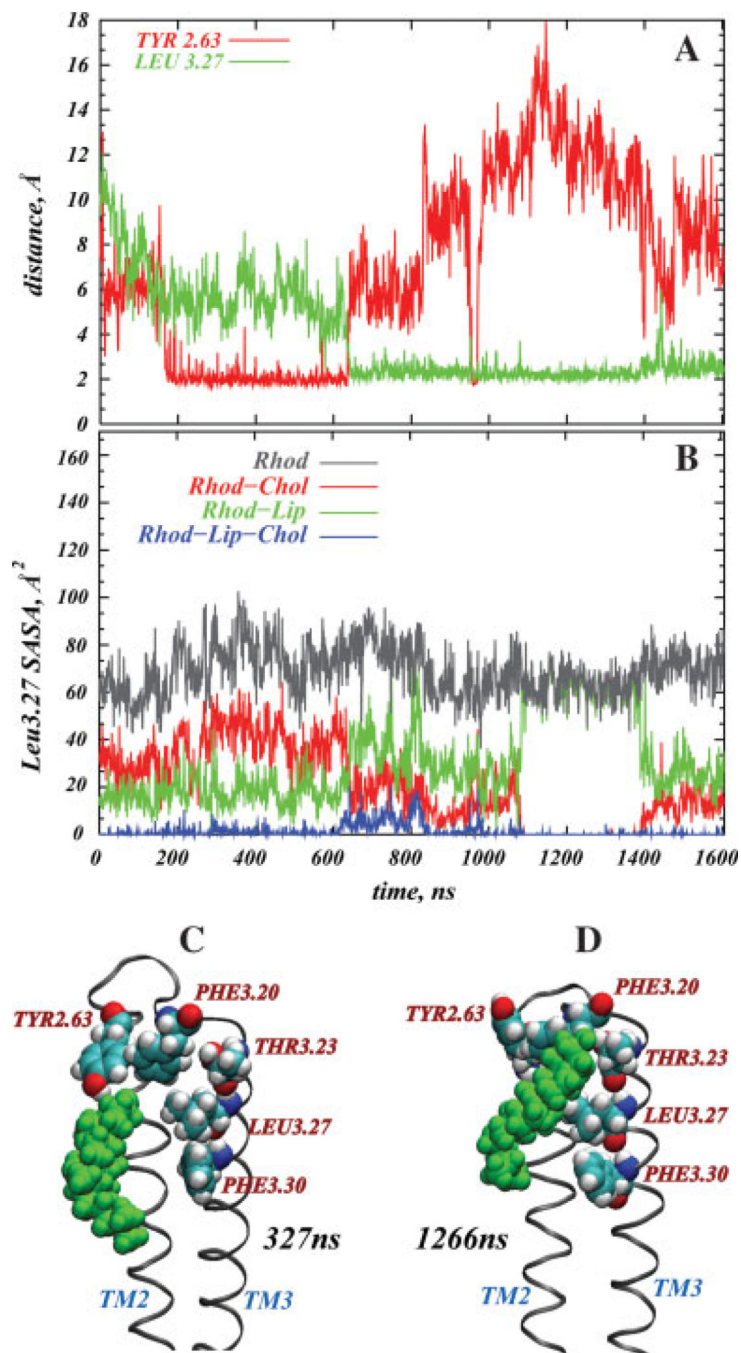 TYR 2.63
LEU 3.27
A
18
16
14
12
10
8
6
4
2
0
distance, Å
B
Rhod
Rhod-Chol
Rhod-Lip
Rhod-Lip-Chol
160
140
120
100
80
60
40
20
0
Leu3.27 SASA, Å²
0 200 400 600 800 1000 1200 1400 1600
time, ns
C
TYR2.63
PHE3.20
THR3.23
LEU3.27
PHE3.30
327ns
TM2
TM3
D
TYR2.63
PHE3.20
THR3.23
LEU3.27
PHE3.30
1266ns
TM2
TM3